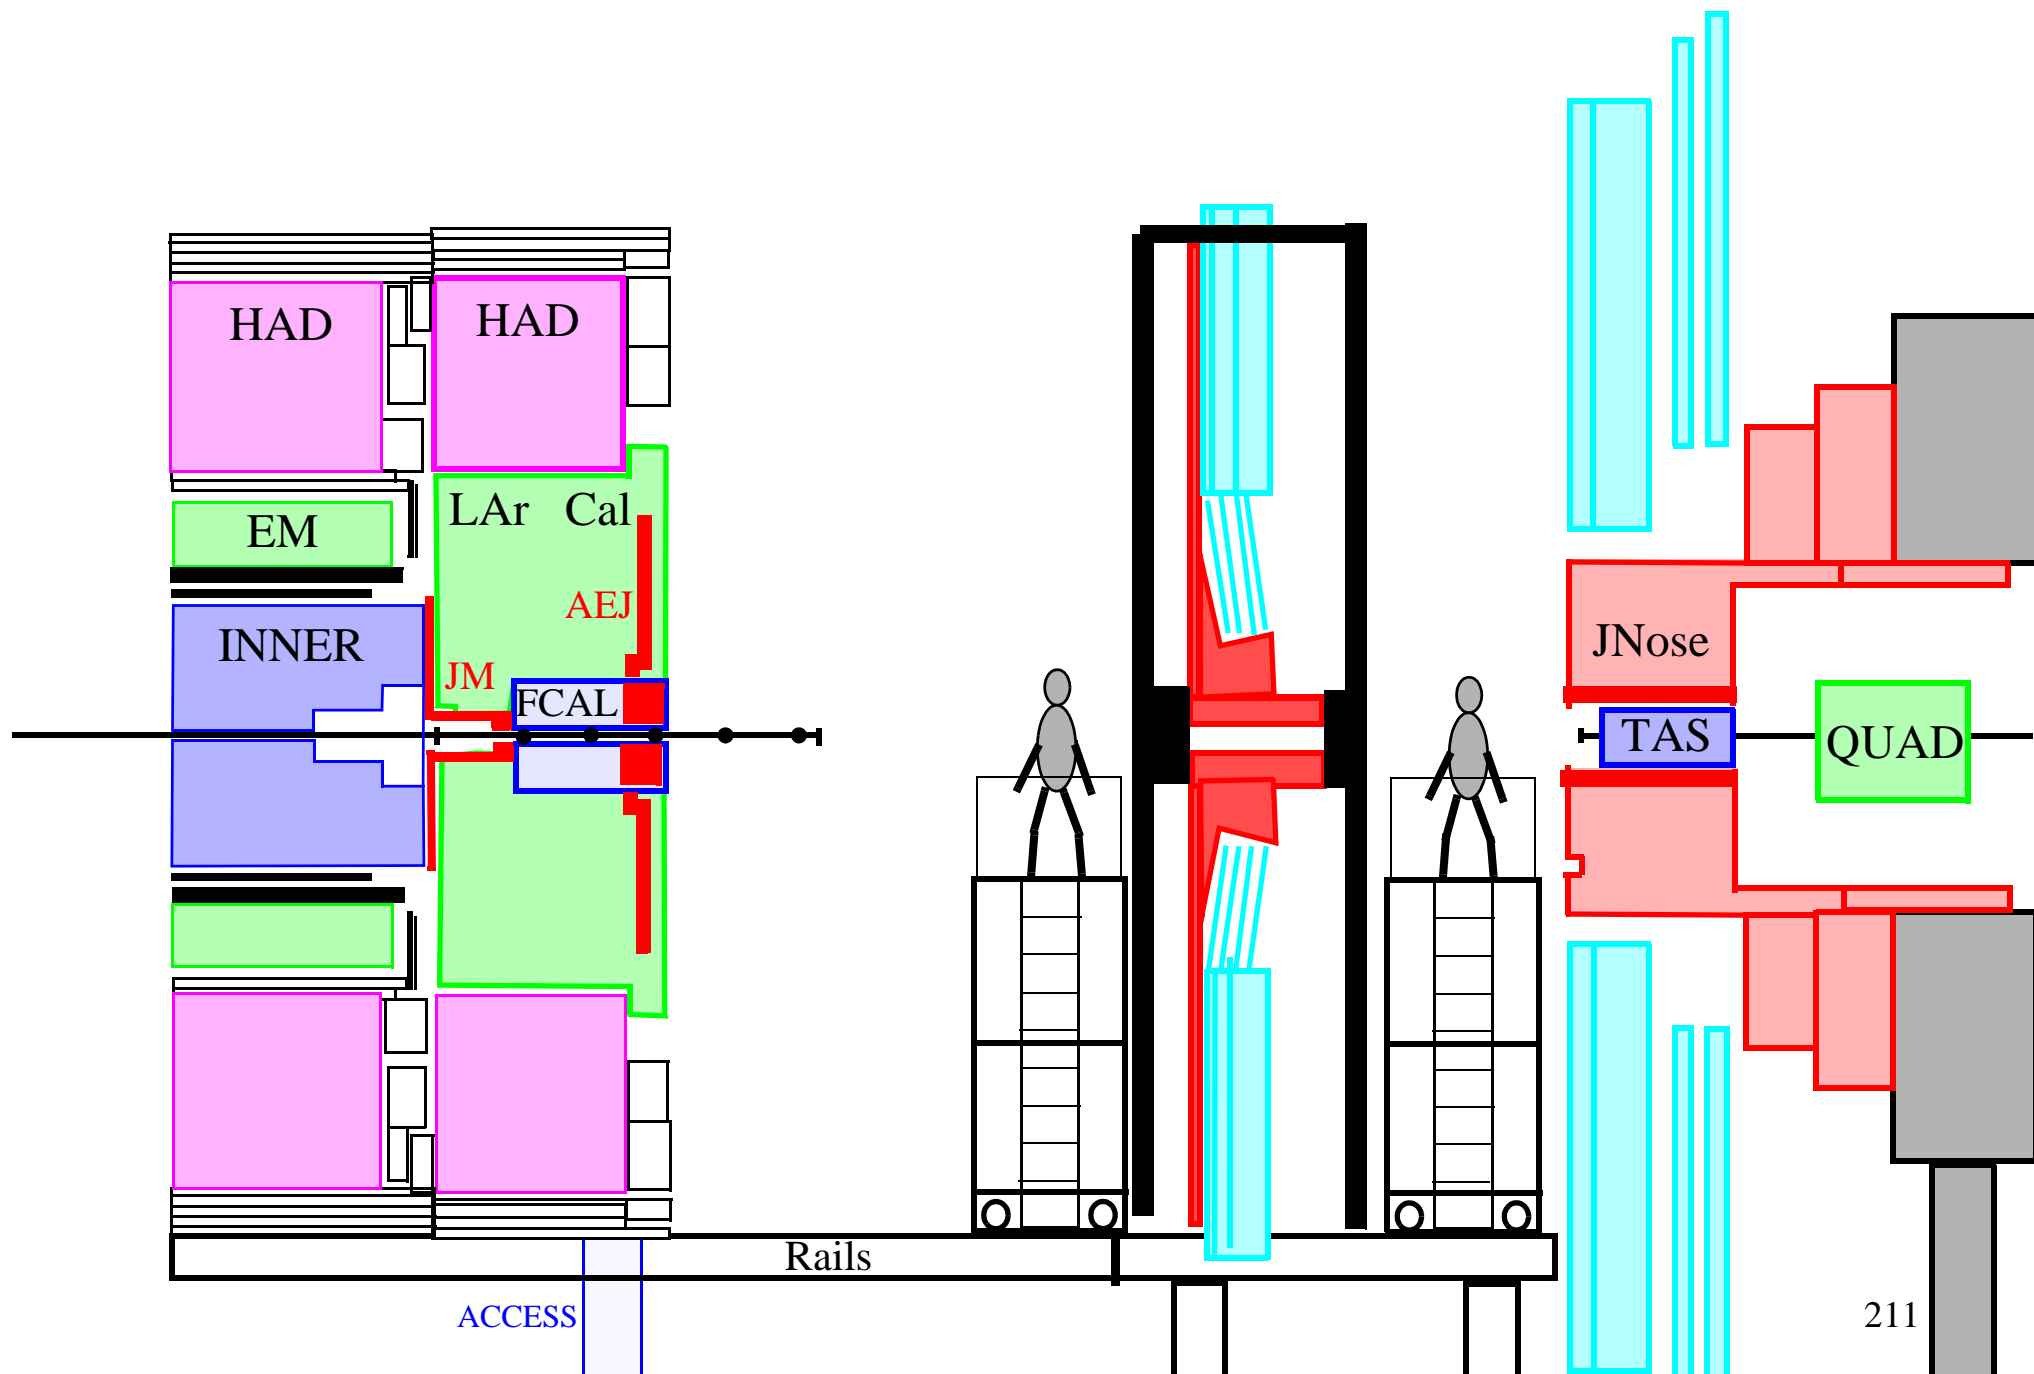 HAD
HAD
LAr Cal
EM
AEJ
INNER
JNose
JM
FCAL
TAS
QUAD
Rails
ACCESS
211